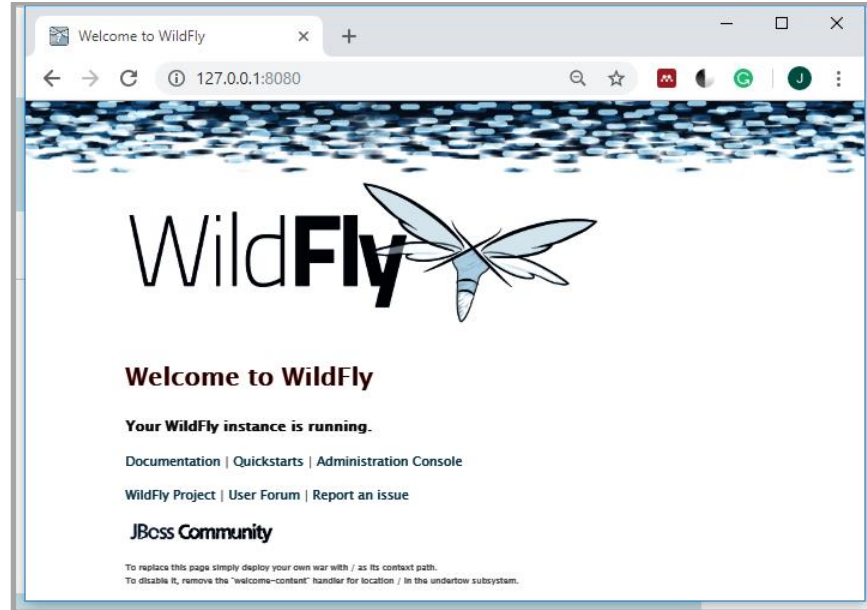 Welcome to WildFly
127.0.0.1:8080
J
WildFly
Welcome to WildFly
Your WildFly instance is running.
Documentation | Quickstarts | Administration Console
WildFly Project | User Forum | Report an issue
JBoss Community
To replace this page simply deploy your own war with / as its context path.
To disable it, remove the "welcome-content" handler for location / in the undertow subsystem.